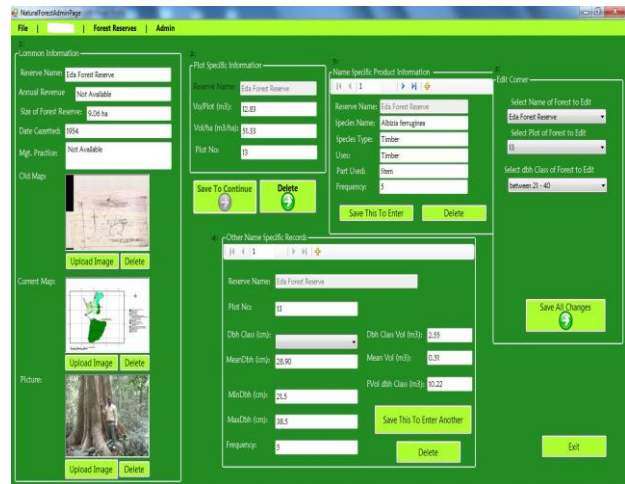 NaturalForestAdminPage
File | | Forest Reserves | Admin
1:
Common Information
Reserve Name: Eda Forest Reserve
Annual Revenue Not Available
Size of Forest Reserve: 9.06 ha
Date Gazetted: 1954
Mgt. Practice: Not Available
Old Map:
Upload Image Delete
Current Map:
Upload Image Delete
Picture:
Upload Image Delete
2:
Plot Specific Information
Reserve Name: Eda Forest Reserve
Vo/Plot (m3): 12.83
Vol/ha (m3/ha): 51.33
Plot No: 13
Save To Continue
Delete
Name Specific Product Information
1
Reserve Name: Eda Forest Reserve
Species Name: Albizia ferruginea
Species Type: Timber
Uses: Timber
Part Used: Stem
Frequency: 5
Save This To Enter Delete
4:
Other Name Specific Records
1
Reserve Name: Eda Forest Reserve
Plot No: 13
Dbh Class (cm):
Dbh Class Vol (m3): 2.55
MeanDbh (cm): 28.90
Mean Vol (m3): 0.51
MinDbh (cm): 21.5
FVol dbh Class (m3): 10.22
MaxDbh (cm): 38.5
Frequency: 5
Save This To Enter Another
Delete
Edit Corner
Select Name of Forest to Edit
Eda Forest Reserve
Select Plot of Forest to Edit
13
Select dbh Class of Forest to Edit
between 21 - 40
Save All Changes
Exit